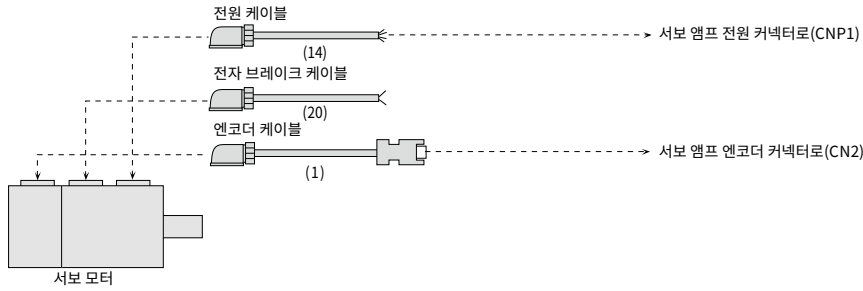 전원 케이블
서보 앰프 전원 커넥터로(CNP1)
(14)
전자 브레이크 케이블
(20)
엔코더 케이블
서보 앰프 엔코더 커넥터로(CN2)
(1)
서보 모터